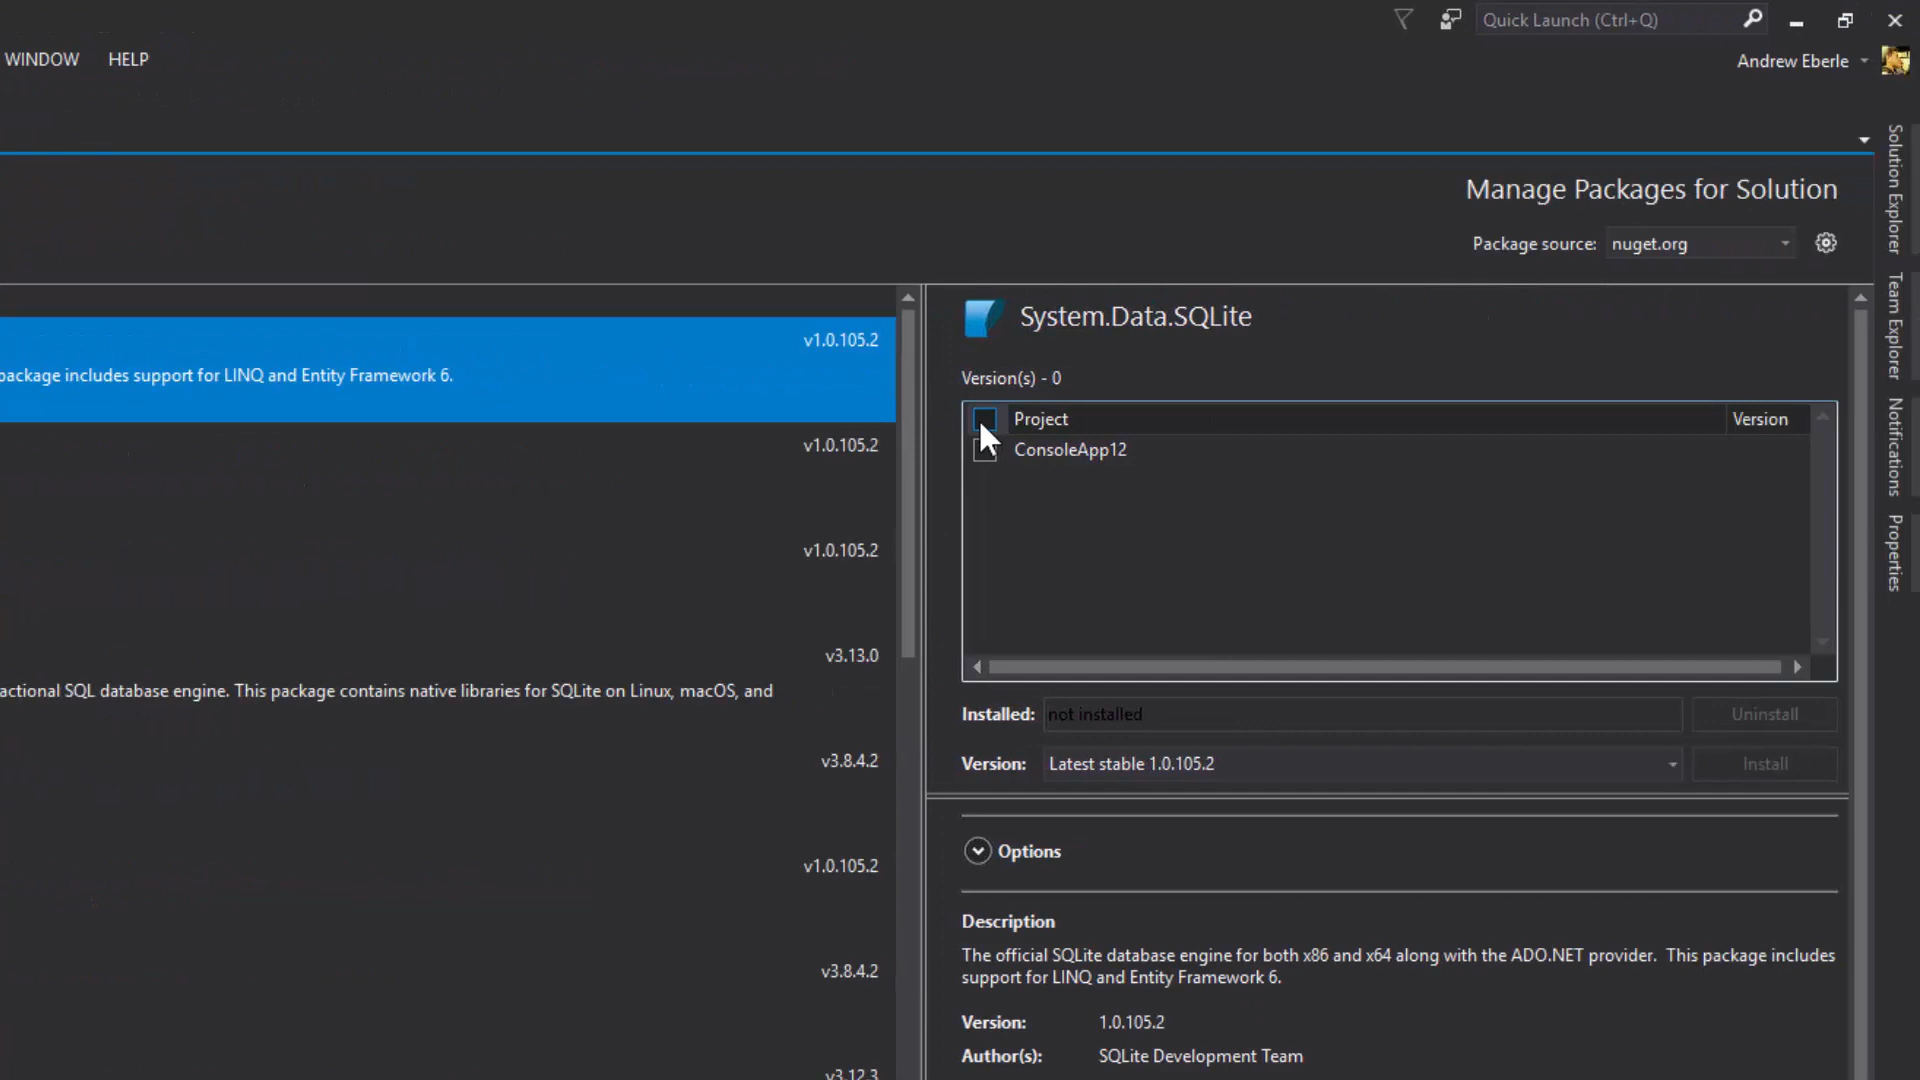 Quick Launch (Ctrl+Q)
WINDOW HELP
Andrew Eberle
Manage Packages for Solution
Package source: nuget.org
Solution Explorer
Team Explorer
Notifications
Properties
v1.0.105.2
package includes support for LINQ and Entity Framework 6.
v1.0.105.2
v1.0.105.2
v3.13.0
actional SQL database engine. This package contains native libraries for SQLite on Linux, macOS, and
v3.8.4.2
v1.0.105.2
v3.8.4.2
v3.12.3
System.Data.SQLite
Version(s) - 0
Project Version
ConsoleApp12
Installed: not installed Uninstall
Version: Latest stable 1.0.105.2 Install
Options
Description
The official SQLite database engine for both x86 and x64 along with the ADO.NET provider. This package includes
support for LINQ and Entity Framework 6.
Version: 1.0.105.2
Author(s): SQLite Development Team